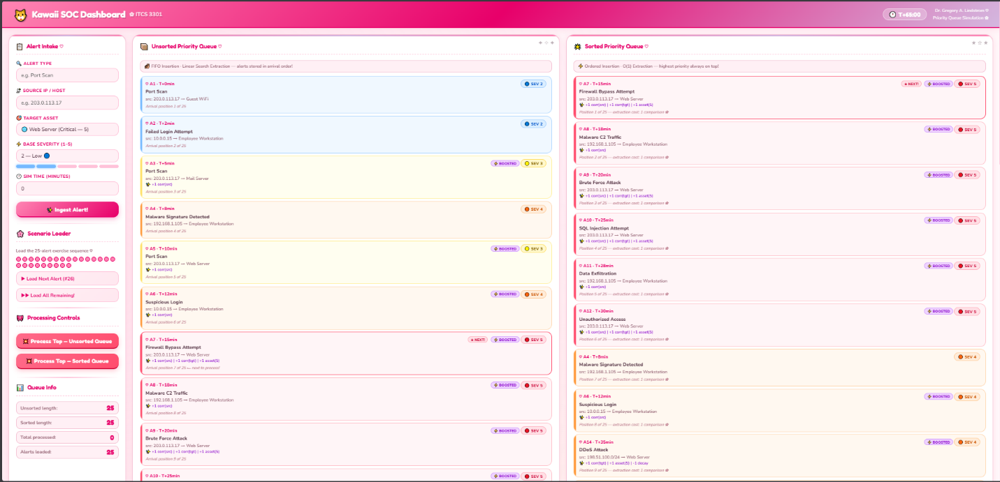 Kawaii SOC Dashboard ITCS 3301
T+65:00
Dr. Gregory A. Lindstrom
Priority Queue Simulation
Alert Intake
ALERT TYPE
e.g. Port Scan
SOURCE IP / HOST
e.g. 203.0.113.17
TARGET ASSET
Web Server (Critical — 5)
BASE SEVERITY (1–5)
2 — Low
SIM TIME (MINUTES)
0
Ingest Alert!
Scenario Loader
Load the 25-alert exercise sequence
Load Next Alert (#26)
Load All Remaining!
Processing Controls
Process Top — Unsorted Queue
Process Top — Sorted Queue
Queue Info
Unsorted length: 25
Sorted length: 25
Total processed: 0
Alerts loaded: 25
Unsorted Priority Queue
FIFO Insertion · Linear Search Extraction — alerts stored in arrival order!
A1 · T+0min SEV 2
Port Scan
src: 203.0.113.17 → Guest WiFi
Arrival position 1 of 25
A2 · T+2min SEV 2
Failed Login Attempt
src: 10.0.0.15 → Employee Workstation
Arrival position 2 of 25
A3 · T+5min BOOSTED SEV 3
Port Scan
src: 203.0.113.17 → Mail Server
+1 corr(src)
Arrival position 3 of 25
A4 · T+8min SEV 4
Malware Signature Detected
src: 192.168.1.105 → Employee Workstation
Arrival position 4 of 25
A5 · T+10min BOOSTED SEV 3
Port Scan
src: 203.0.113.17 → Web Server
+1 corr(src)
Arrival position 5 of 25
A6 · T+12min BOOSTED SEV 4
Suspicious Login
src: 10.0.0.15 → Employee Workstation
+1 corr(src)
Arrival position 6 of 25
A7 · T+15min NEXT! BOOSTED SEV 5
Firewall Bypass Attempt
src: 203.0.113.17 → Web Server
+1 corr(src) | +1 corr(tgt) | +1 asset(5)
Arrival position 7 of 25 — next to process!
A8 · T+18min BOOSTED SEV 5
Malware C2 Traffic
src: 192.168.1.105 → Employee Workstation
+1 corr(src)
Arrival position 8 of 25
A9 · T+20min BOOSTED SEV 5
Brute Force Attack
src: 203.0.113.17 → Web Server
+1 corr(src) | +1 corr(tgt) | +1 asset(5)
Arrival position 9 of 25
A10 · T+25min BOOSTED SEV 5
Sorted Priority Queue
Ordered Insertion · O(1) Extraction — highest priority always on top!
A7 · T+15min NEXT! BOOSTED SEV 5
Firewall Bypass Attempt
src: 203.0.113.17 → Web Server
+1 corr(src) | +1 corr(tgt) | +1 asset(5)
Position 1 of 25 — extraction cost: 1 comparison
A8 · T+18min BOOSTED SEV 5
Malware C2 Traffic
src: 192.168.1.105 → Employee Workstation
+1 corr(src)
Position 2 of 25 — extraction cost: 1 comparison
A9 · T+20min BOOSTED SEV 5
Brute Force Attack
src: 203.0.113.17 → Web Server
+1 corr(src) | +1 corr(tgt) | +1 asset(5)
Position 3 of 25 — extraction cost: 1 comparison
A10 · T+25min BOOSTED SEV 5
SQL Injection Attempt
src: 203.0.113.17 → Web Server
+1 corr(src) | +1 corr(tgt) | +1 asset(5)
Position 4 of 25 — extraction cost: 1 comparison
A11 · T+28min BOOSTED SEV 5
Data Exfiltration
src: 192.168.1.105 → Employee Workstation
+1 corr(src)
Position 5 of 25 — extraction cost: 1 comparison
A12 · T+30min BOOSTED SEV 5
Unauthorized Access
src: 203.0.113.17 → Web Server
+1 corr(src) | +1 corr(tgt) | +1 asset(5)
Position 6 of 25 — extraction cost: 1 comparison
A4 · T+8min SEV 4
Malware Signature Detected
src: 192.168.1.105 → Employee Workstation
Position 7 of 25 — extraction cost: 1 comparison
A6 · T+12min BOOSTED SEV 4
Suspicious Login
src: 10.0.0.15 → Employee Workstation
+1 corr(src)
Position 8 of 25 — extraction cost: 1 comparison
A14 · T+35min BOOSTED SEV 4
DDoS Attack
src: 198.51.100.0/24 → Web Server
+1 corr(tgt) | +1 asset(5) | -1 decay
Position 9 of 25 — extraction cost: 1 comparison